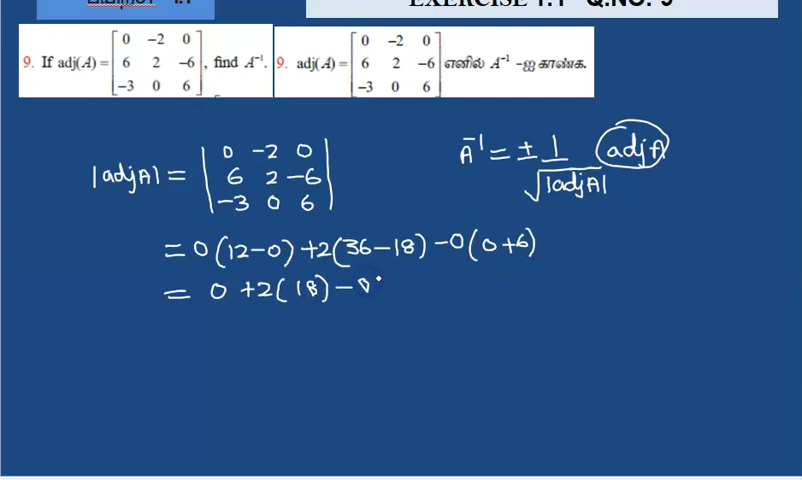 EXERCISE 1.1 Q.NO. 9
9. If adj(A) = [0 −2 0
6 2 −6
−3 0 6], find A⁻¹.
9. adj(A) = [0 −2 0
6 2 −6
−3 0 6] எனில் A⁻¹ -ஐ காண்க.
|adjA| = |0 -2 0
6 2 -6
-3 0 6|
A⁻¹ = ± 1/√|adjA| adjA
= 0(12-0) +2(36-18) -0(0+6)
= 0 +2(18) -0